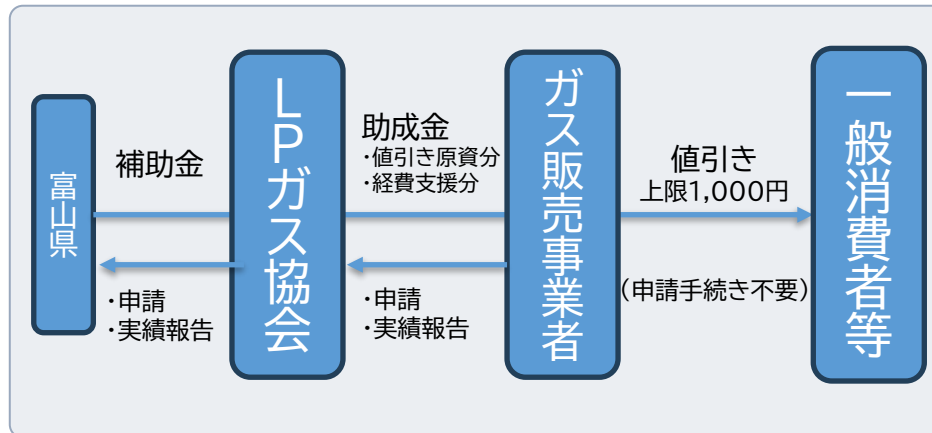 富山県
補助金
・申請
・実績報告
LPガス協会
助成金
・値引き原資分
・経費支援分
・申請
・実績報告
ガス販売事業者
値引き
上限1,000円
(申請手続き不要)
一般消費者等